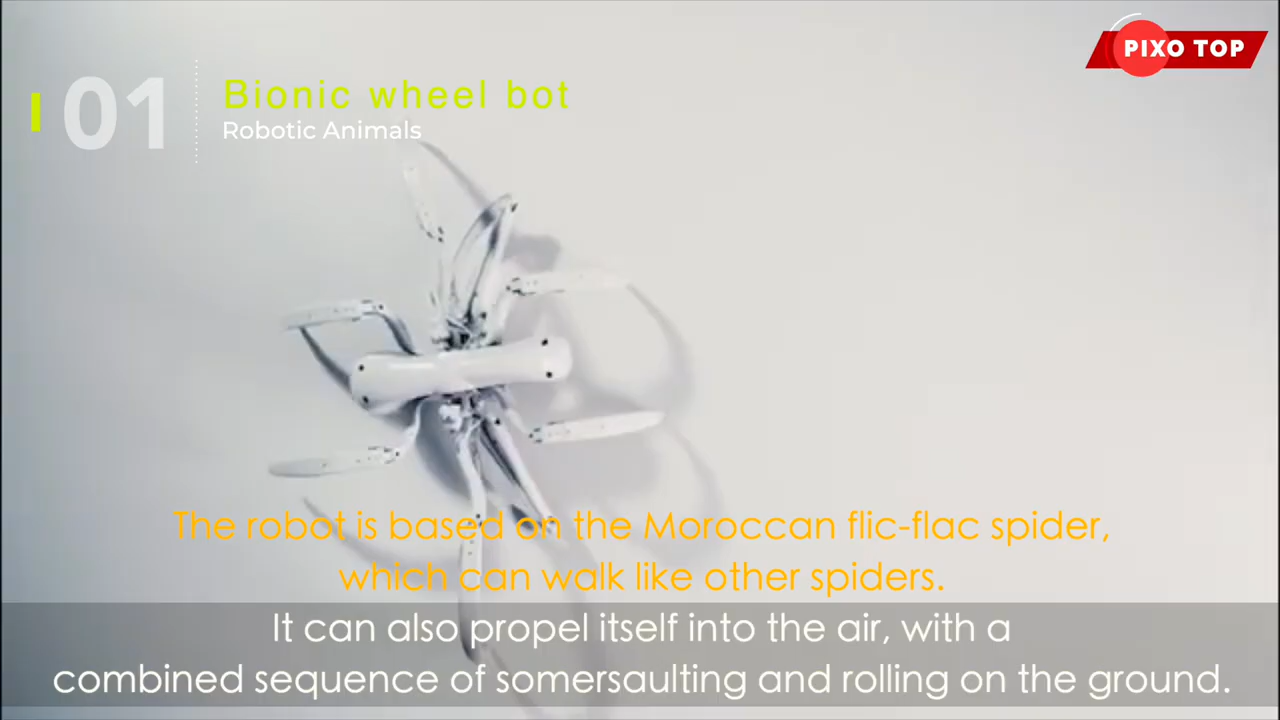 PIXO TOP
01
Bionic wheel bot
Robotic Animals
The robot is based on the Moroccan flic-flac spider,
which can walk like other spiders.
It can also propel itself into the air, with a
combined sequence of somersaulting and rolling on the ground.